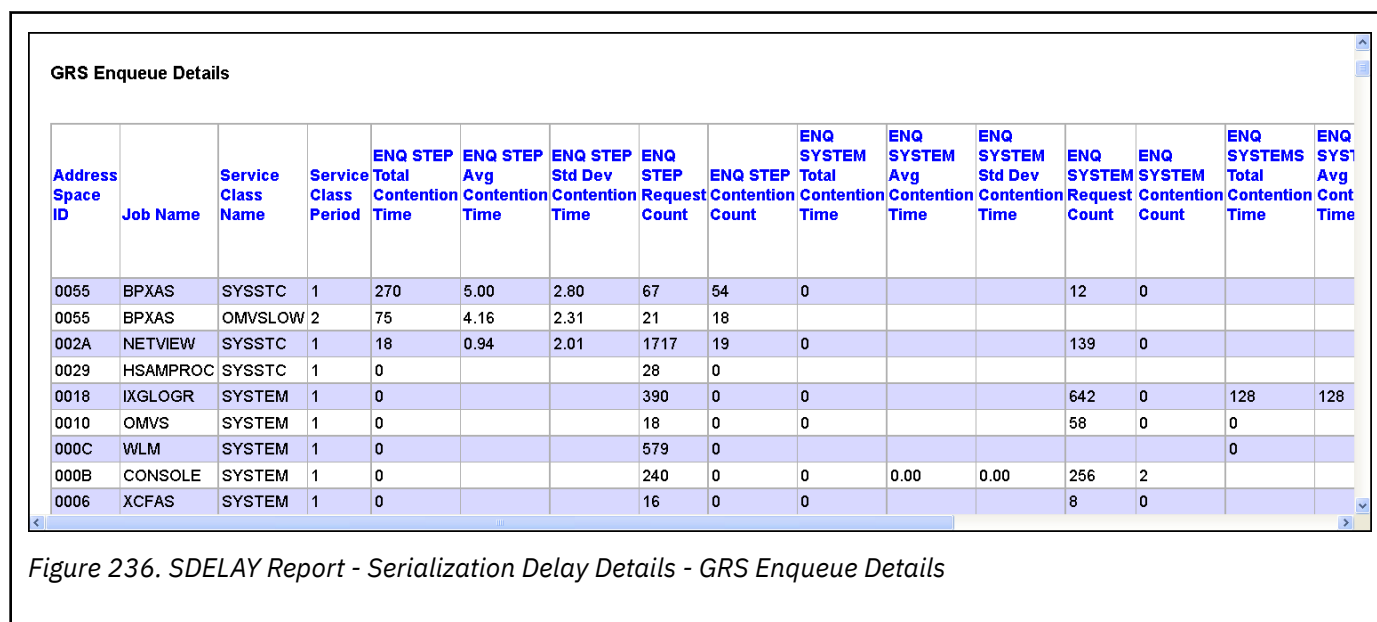 GRS Enqueue Details
Address Space ID Job Name Service Class Name Service Class Period ENQ STEP Total Contention Time ENQ STEP Avg Contention Time ENQ STEP Std Dev Contention Time ENQ STEP Request Count ENQ STEP Contention Count ENQ SYSTEM Total Contention Time ENQ SYSTEM Avg Contention Time ENQ SYSTEM Std Dev Contention Time ENQ SYSTEM Request Count ENQ SYSTEM Contention Count ENQ SYSTEMS Total Contention Time ENQ SYST Avg Cont Time
0055 BPXAS SYSSTC 1 270 5.00 2.80 67 54 0 12 0
0055 BPXAS OMVSLOW 2 75 4.16 2.31 21 18
002A NETVIEW SYSSTC 1 18 0.94 2.01 1717 19 0 139 0
0029 HSAMPROC SYSSTC 1 0 28 0
0018 IXGLOGR SYSTEM 1 0 390 0 0 642 0 128 128
0010 OMVS SYSTEM 1 0 18 0 0 58 0 0
000C WLM SYSTEM 1 0 579 0 0
000B CONSOLE SYSTEM 1 0 240 0 0 0.00 0.00 256 2
0006 XCFAS SYSTEM 1 0 16 0 0 8 0
Figure 236. SDELAY Report - Serialization Delay Details - GRS Enqueue Details